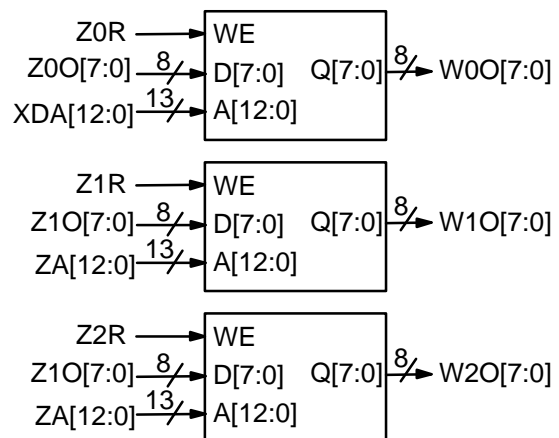 Z0R WE
Z0O[7:0] 8 D[7:0] Q[7:0] 8 W0O[7:0]
XDA[12:0] 13 A[12:0]
Z1R WE
Z1O[7:0] 8 D[7:0] Q[7:0] 8 W1O[7:0]
ZA[12:0] 13 A[12:0]
Z2R WE
Z1O[7:0] 8 D[7:0] Q[7:0] 8 W2O[7:0]
ZA[12:0] 13 A[12:0]